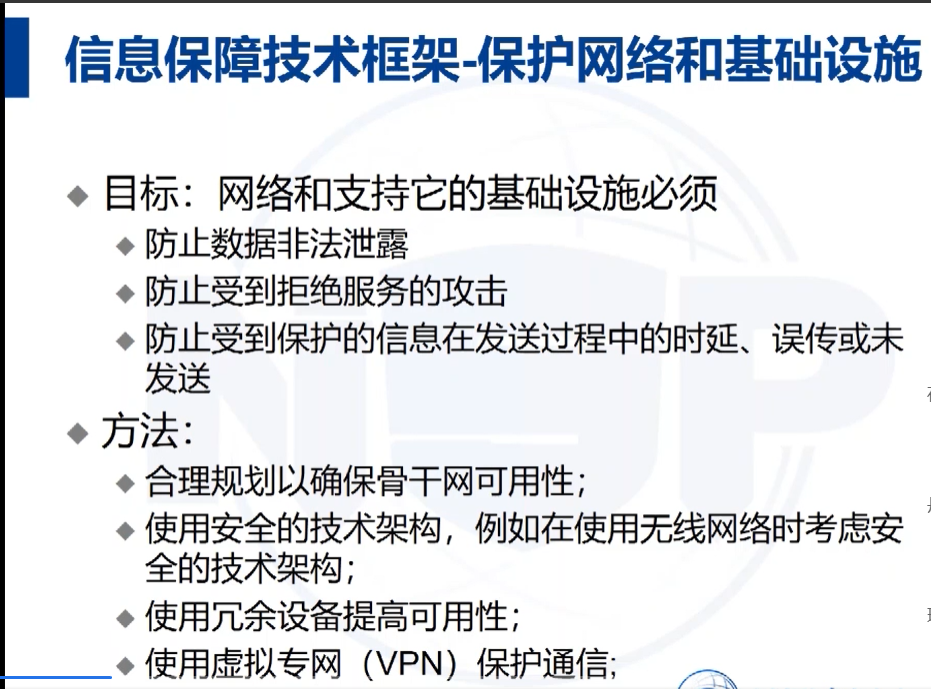 信息保障技术框架-保护网络和基础设施
目标：网络和支持它的基础设施必须
防止数据非法泄露
防止受到拒绝服务的攻击
防止受到保护的信息在发送过程中的时延、误传或未
发送
方法：
合理规划以确保骨干网可用性；
使用安全的技术架构，例如在使用无线网络时考虑安
全的技术架构；
使用冗余设备提高可用性；
使用虚拟专网（VPN）保护通信;